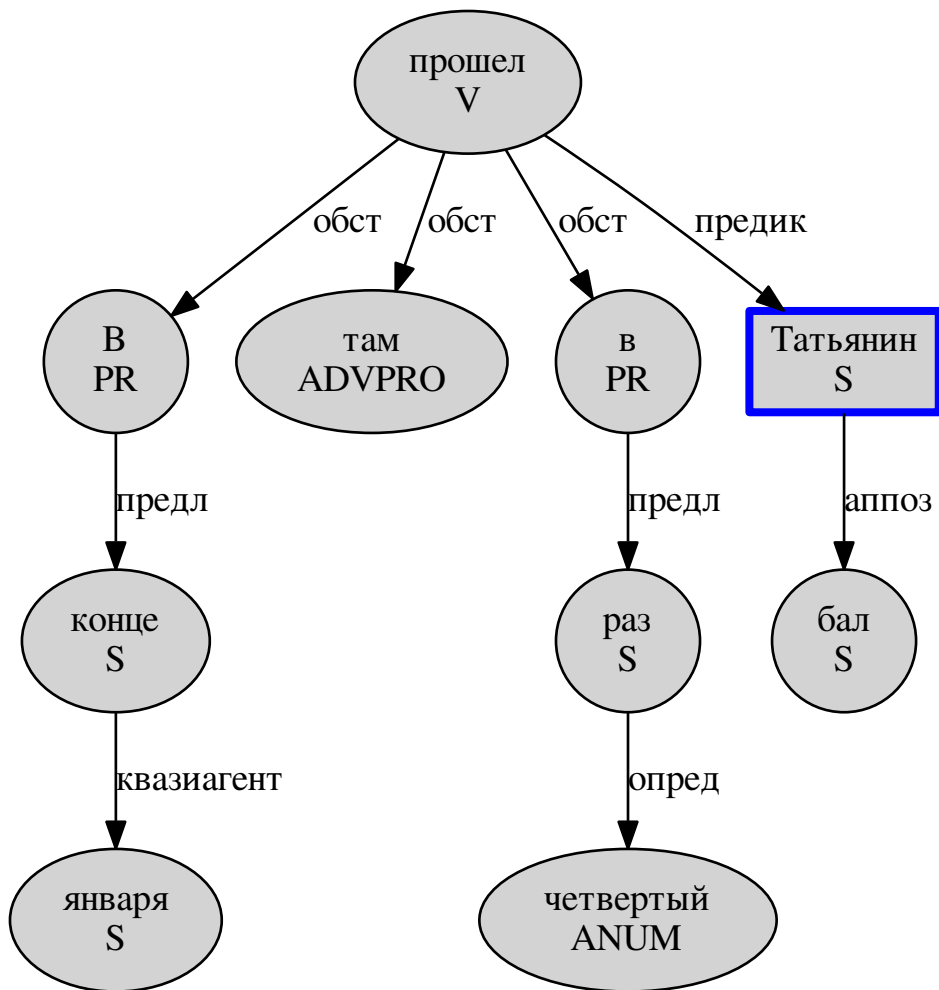 прошел
V
обст
обст
обст
предик
В
PR
там
ADVPRO
в
PR
Татьянин
S
предл
предл
аппоз
конце
S
раз
S
бал
S
квазиагент
опред
января
S
четвертый
ANUM